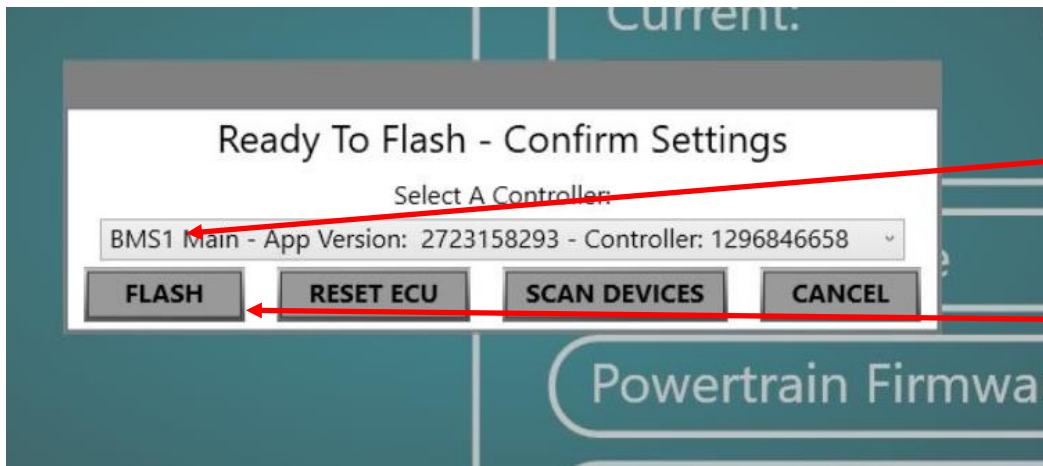 Current:
Ready To Flash - Confirm Settings
Select A Controller:
BMS1 Main - App Version: 2723158293 - Controller: 1296846658
FLASH
RESET ECU
SCAN DEVICES
CANCEL
Powertrain Firmwa